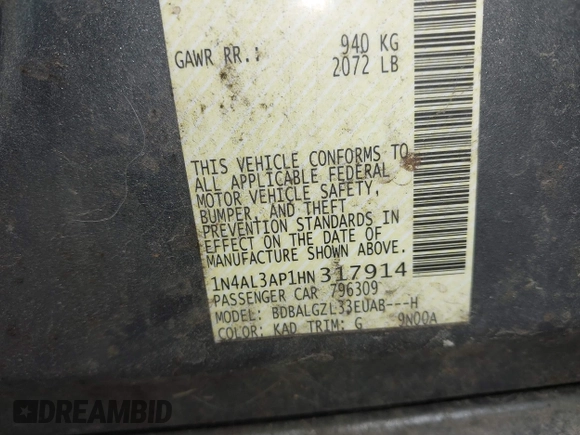 GAWR RR.: 940 KG
2072 LB
THIS VEHICLE CONFORMS TO
ALL APPLICABLE FEDERAL
MOTOR VEHICLE SAFETY,
BUMPER, AND THEFT
PREVENTION STANDARDS IN
EFFECT ON THE DATE OF
MANUFACTURE SHOWN ABOVE.
1N4AL3AP1HN317914
PASSENGER CAR 796309
MODEL: BDBALGZL33EUAB---H
COLOR: KAD TRIM: G 9N00A
DREAMBID